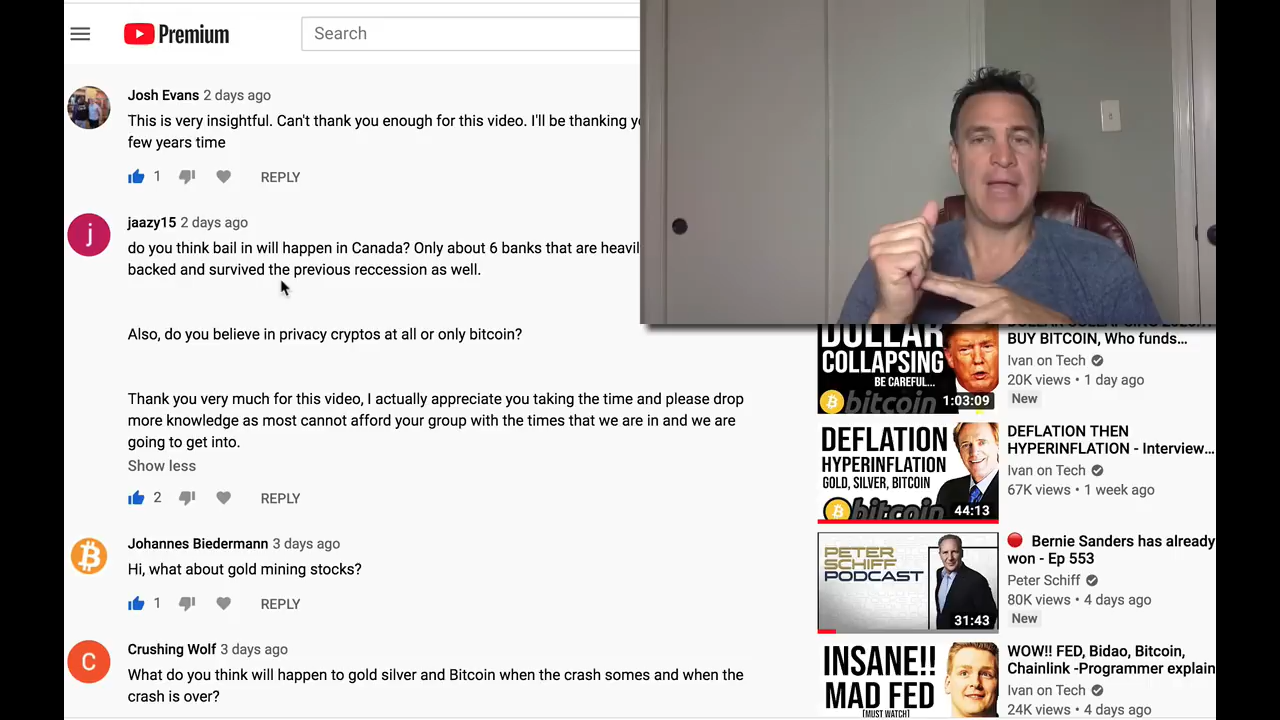 Premium
Search
Josh Evans 2 days ago
This is very insightful. Can't thank you enough for this video. I'll be thanking
few years time
1
REPLY
j
jaazy15 2 days ago
do you think bail in will happen in Canada? Only about 6 banks that are
backed and survived the previous reccession as well.
Also, do you believe in privacy cryptos at all or only bitcoin?
Thank you very much for this video, I actually appreciate you taking the time and please drop
more knowledge as most cannot afford your group with the times that we are in and we are
going to get into.
Show less
2
REPLY
Johannes Biedermann 3 days ago
Hi, what about gold mining stocks?
1
REPLY
C
Crushing Wolf 3 days ago
What do you think will happen to gold silver and Bitcoin when the crash somes and when the
crash is over?
DOLLAR
COLLAPSING
BE CAREFUL...
bitcoin
1:03:09
DOLLAR COLLAPSING
BUY BITCOIN, Who funds...
Ivan on Tech
20K views • 1 day ago
New
DEFLATION
HYPERINFLATION
GOLD, SILVER, BITCOIN
bitcoin
44:13
DEFLATION THEN
HYPERINFLATION - Interview...
Ivan on Tech
67K views • 1 week ago
PETER
SCHIFF
PODCAST
31:43
Bernie Sanders has already
won - Ep 553
Peter Schiff
80K views • 4 days ago
New
INSANE!!
MAD FED
[MUST WATCH]
WOW!! FED, Bidao, Bitcoin,
Chainlink -Programmer explain
Ivan on Tech
24K views • 4 days ago